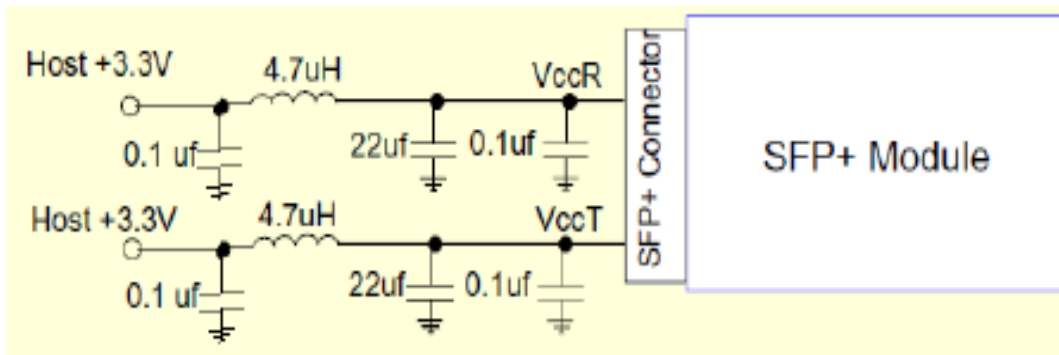 Host +3.3V
4.7uH
VccR
0.1 uf
22uf
0.1uf
Host +3.3V
4.7uH
VccT
0.1 uf
22uf
0.1uf
SFP+ Connector
SFP+ Module